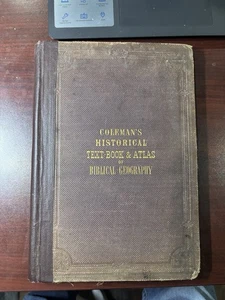 COLEMAN'S
HISTORICAL
TEXT-BOOK & ATLAS
OF
BIBLICAL GEOGRAPHY